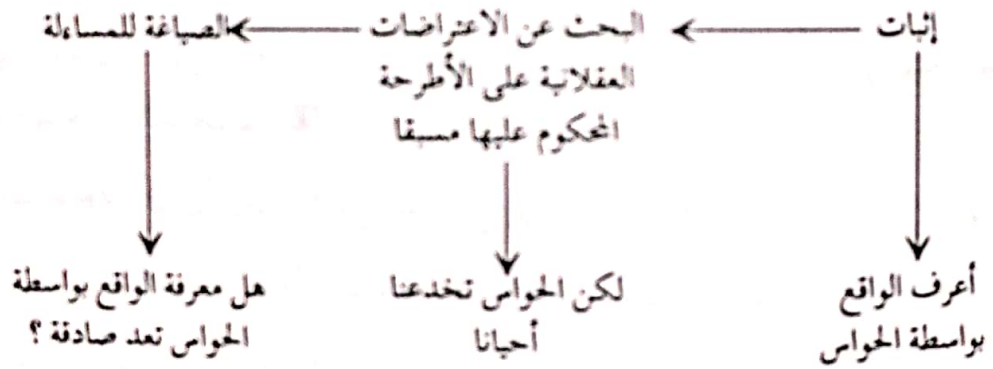 إثبات
البحث عن الاعتراضات
العقلانية على الأطرحة
المحكوم عليها مسبقا
الصياغة للمساءلة
أعرف الواقع
بواسطة الحواس
لكن الحواس تخدعنا
أحيانا
هل معرفة الواقع بواسطة
الحواس تعد صادقة ؟